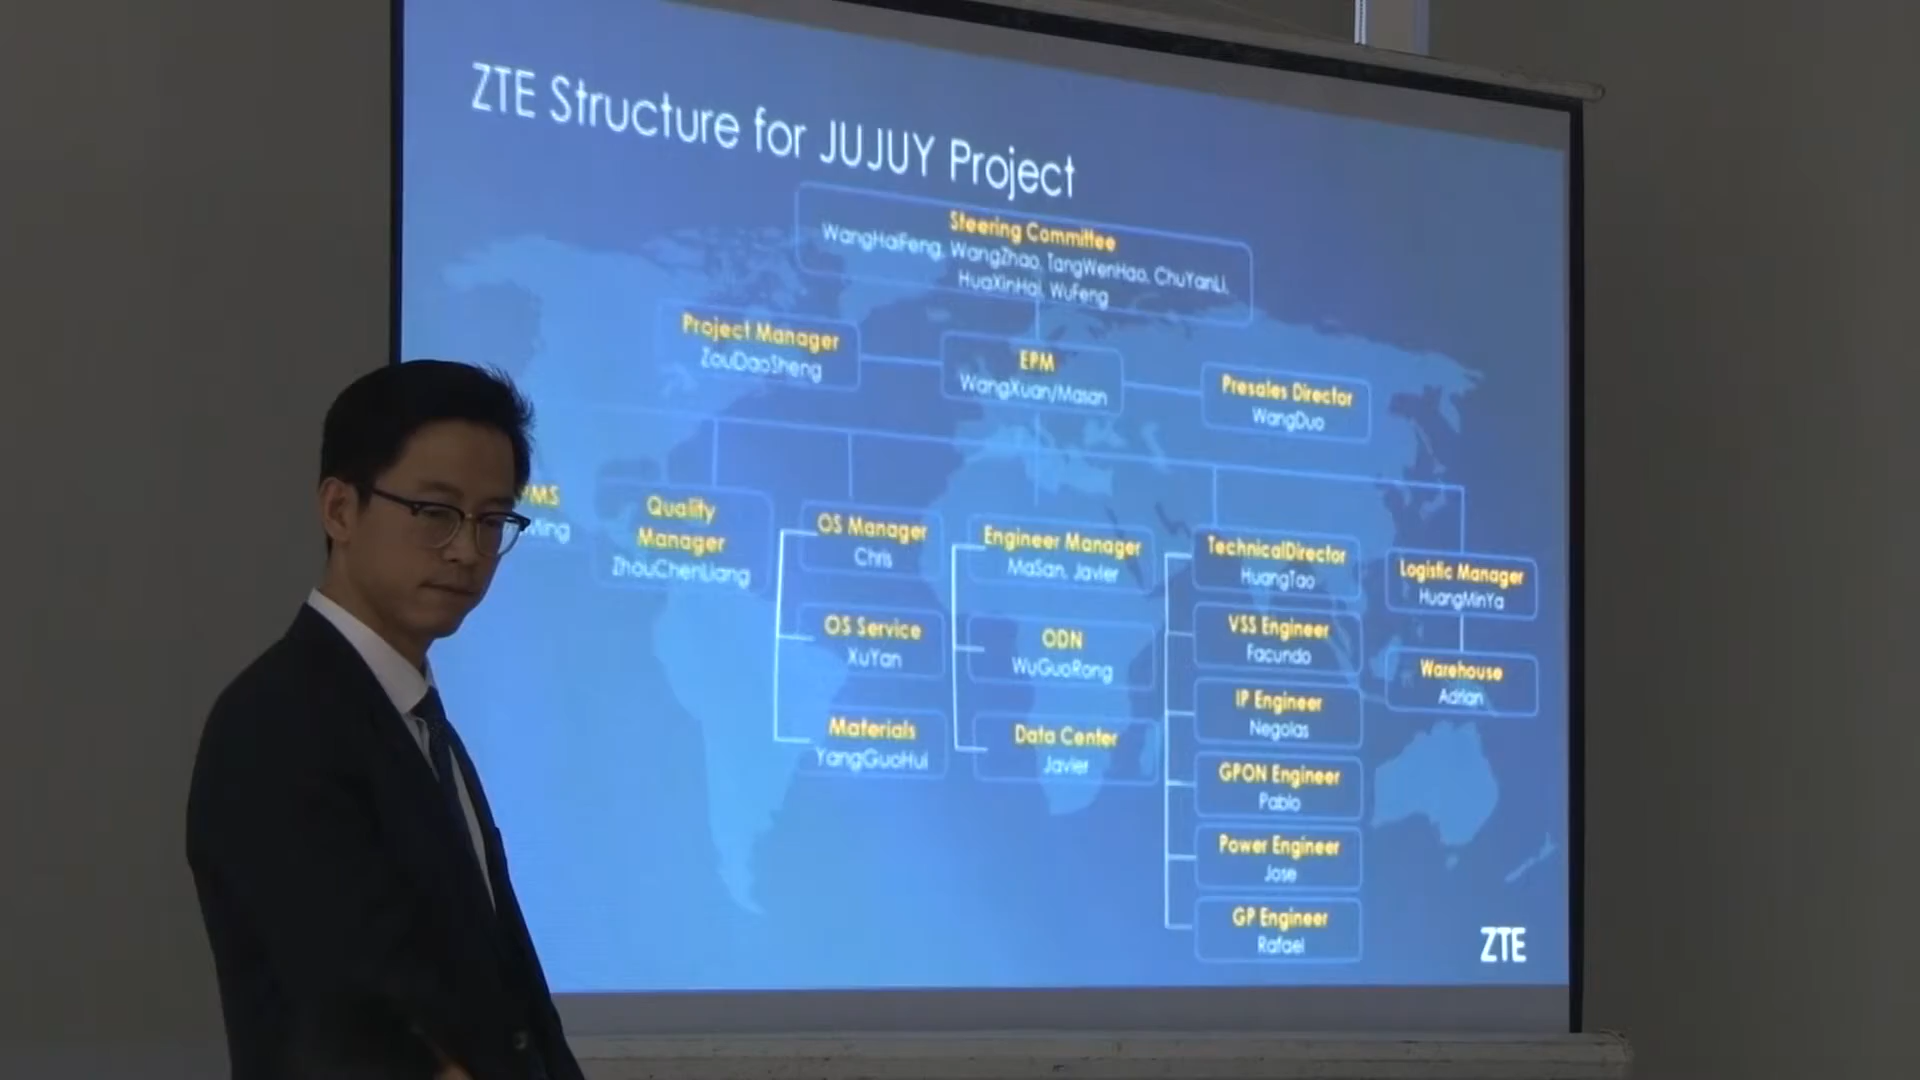 ZTE Structure for JUJUY Project
Steering Committee
WangHaiFeng, WangZhao, TangWenHao, ChuYanLi,
HuaXinHai, WuFeng
Project Manager
ZouDaoSheng
EPM
WangXuan/Masan
Presales Director
WangDuo
PMS
Ming
Quality
Manager
ZhouChenLiang
OS Manager
Chris
OS Service
XuYan
Materials
YangGuoHui
Engineer Manager
MaSan, Javier
ODN
WuGuoRong
Data Center
Javier
TechnicalDirector
HuangTao
VSS Engineer
Facundo
IP Engineer
Negolas
GPON Engineer
Pablo
Power Engineer
Jose
GP Engineer
Rafael
Logistic Manager
HuangMinYa
Warehouse
Adrian
ZTE